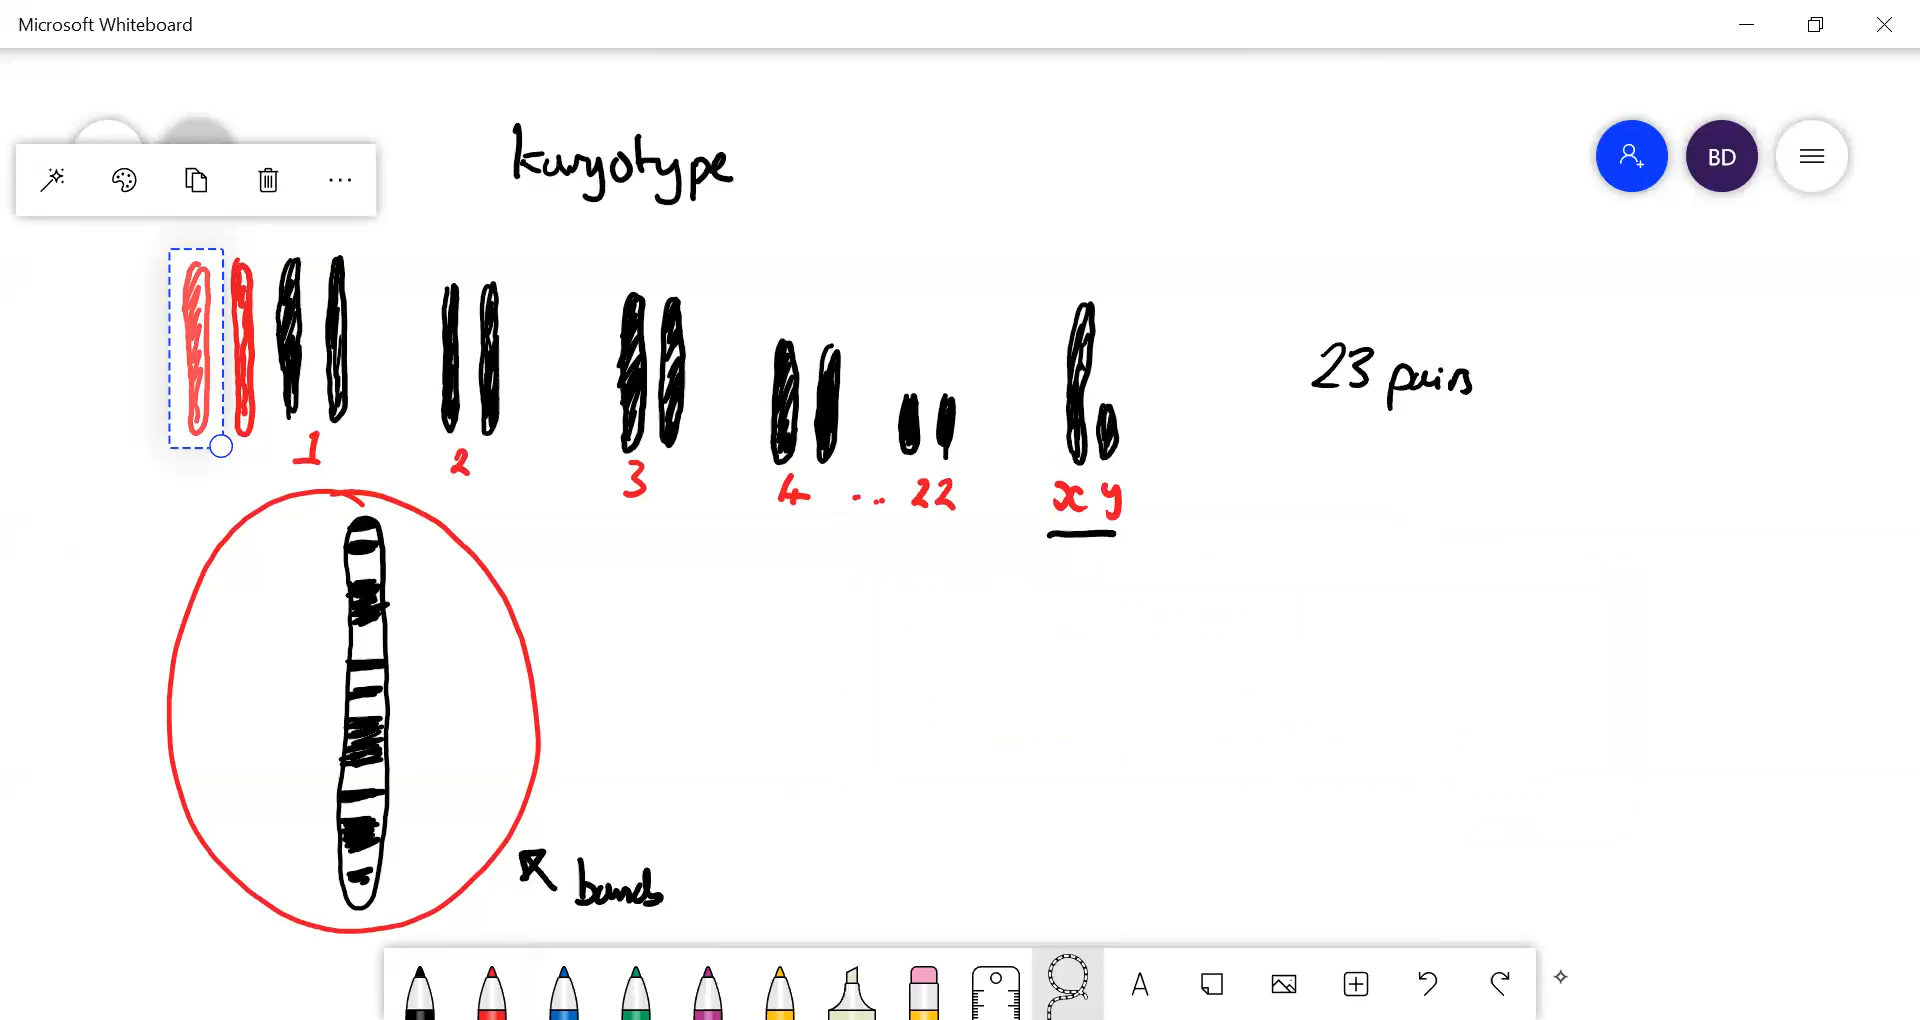 Microsoft Whiteboard
karyotype
BD
23 pairs
1 2 3 4 ... 22 x y
bands
A